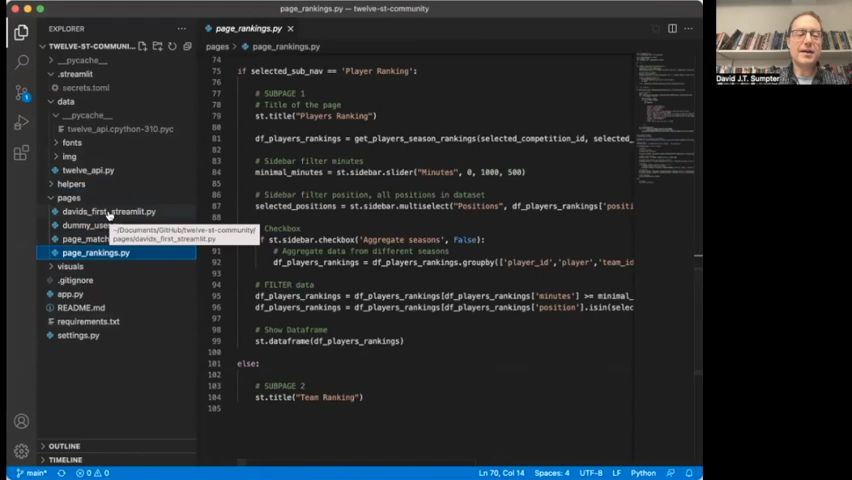 page_rankings.py — twelve-st-community
EXPLORER
TWELVE-ST-COMMUNI...
__pycache__
.streamlit
secrets.toml
data
__pycache__
twelve_api.cpython-310.pyc
fonts
img
twelve_api.py
helpers
pages
davids_first_streamlit.py
dummy_use
page_match
page_rankings.py
visuals
.gitignore
app.py
README.md
requirements.txt
settings.py
~/Documents/GitHub/twelve-st-community/
pages/davids_first_streamlit.py
OUTLINE
TIMELINE
page_rankings.py
pages > page_rankings.py
74
75 if selected_sub_nav == 'Player Ranking':
76
77 # SUBPAGE 1
78 # Title of the page
79 st.title("Players Ranking")
80
81 df_players_rankings = get_players_season_rankings(selected_competition_id, selected_
82
83 # Sidebar filter minutes
84 minimal_minutes = st.sidebar.slider("Minutes", 0, 1000, 500)
85
86 # Sidebar filter position, all positions in dataset
87 selected_positions = st.sidebar.multiselect("Positions", df_players_rankings['posit
Checkbox
f st.sidebar.checkbox('Aggregate seasons', False):
91 # Aggregate data from different seasons
92 df_players_rankings = df_players_rankings.groupby(['player_id','player','team_id
93
94 # FILTER data
95 df_players_rankings = df_players_rankings[df_players_rankings['minutes'] >= minimal_
96 df_players_rankings = df_players_rankings[df_players_rankings['position'].isin(selec
97
98 # Show Dataframe
99 st.dataframe(df_players_rankings)
100
101 else:
102
103 # SUBPAGE 2
104 st.title("Team Ranking")
105
main*
0 0
Ln 70, Col 14
Spaces: 4
UTF-8
LF
Python
David J.T. Sumpter